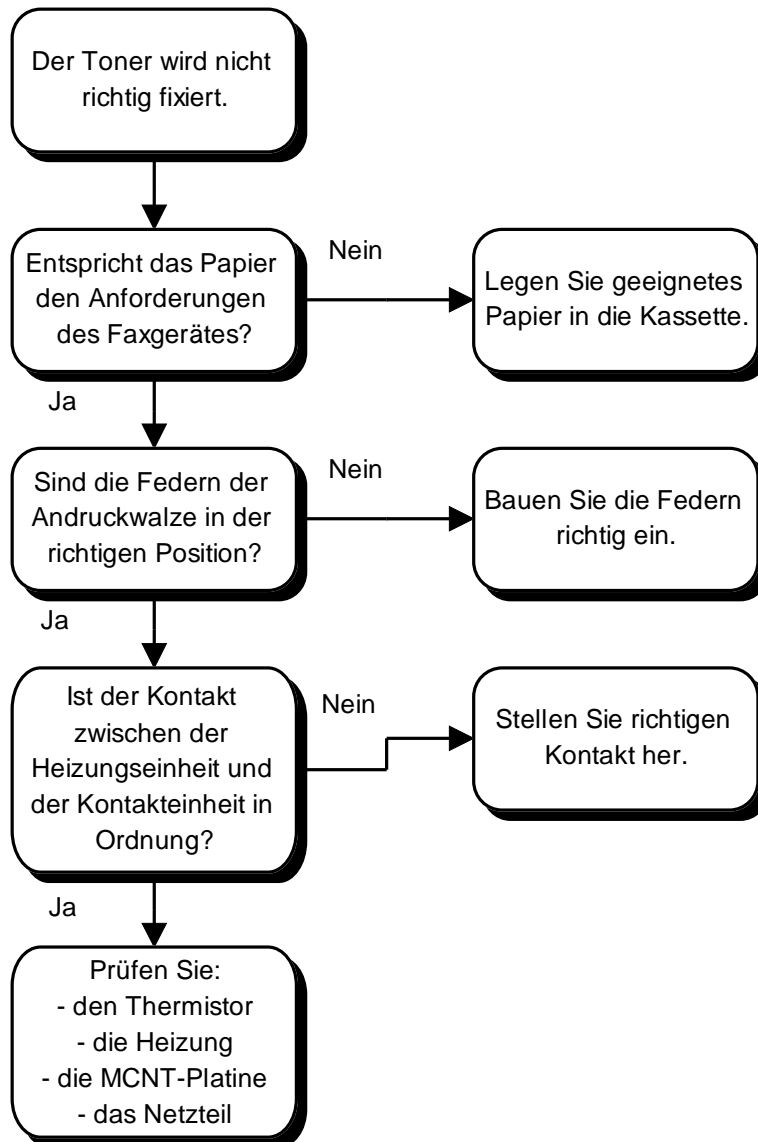 Der Toner wird nicht
richtig fixiert.
Entspricht das Papier
den Anforderungen
des Faxgerätes?
Nein
Legen Sie geeignetes
Papier in die Kassette.
Ja
Sind die Federn der
Andruckwalze in der
richtigen Position?
Nein
Bauen Sie die Federn
richtig ein.
Ja
Ist der Kontakt
zwischen der
Heizungseinheit und
der Kontakteinheit in
Ordnung?
Nein
Stellen Sie richtigen
Kontakt her.
Ja
Prüfen Sie:
- den Thermistor
- die Heizung
- die MCNT-Platine
- das Netzteil